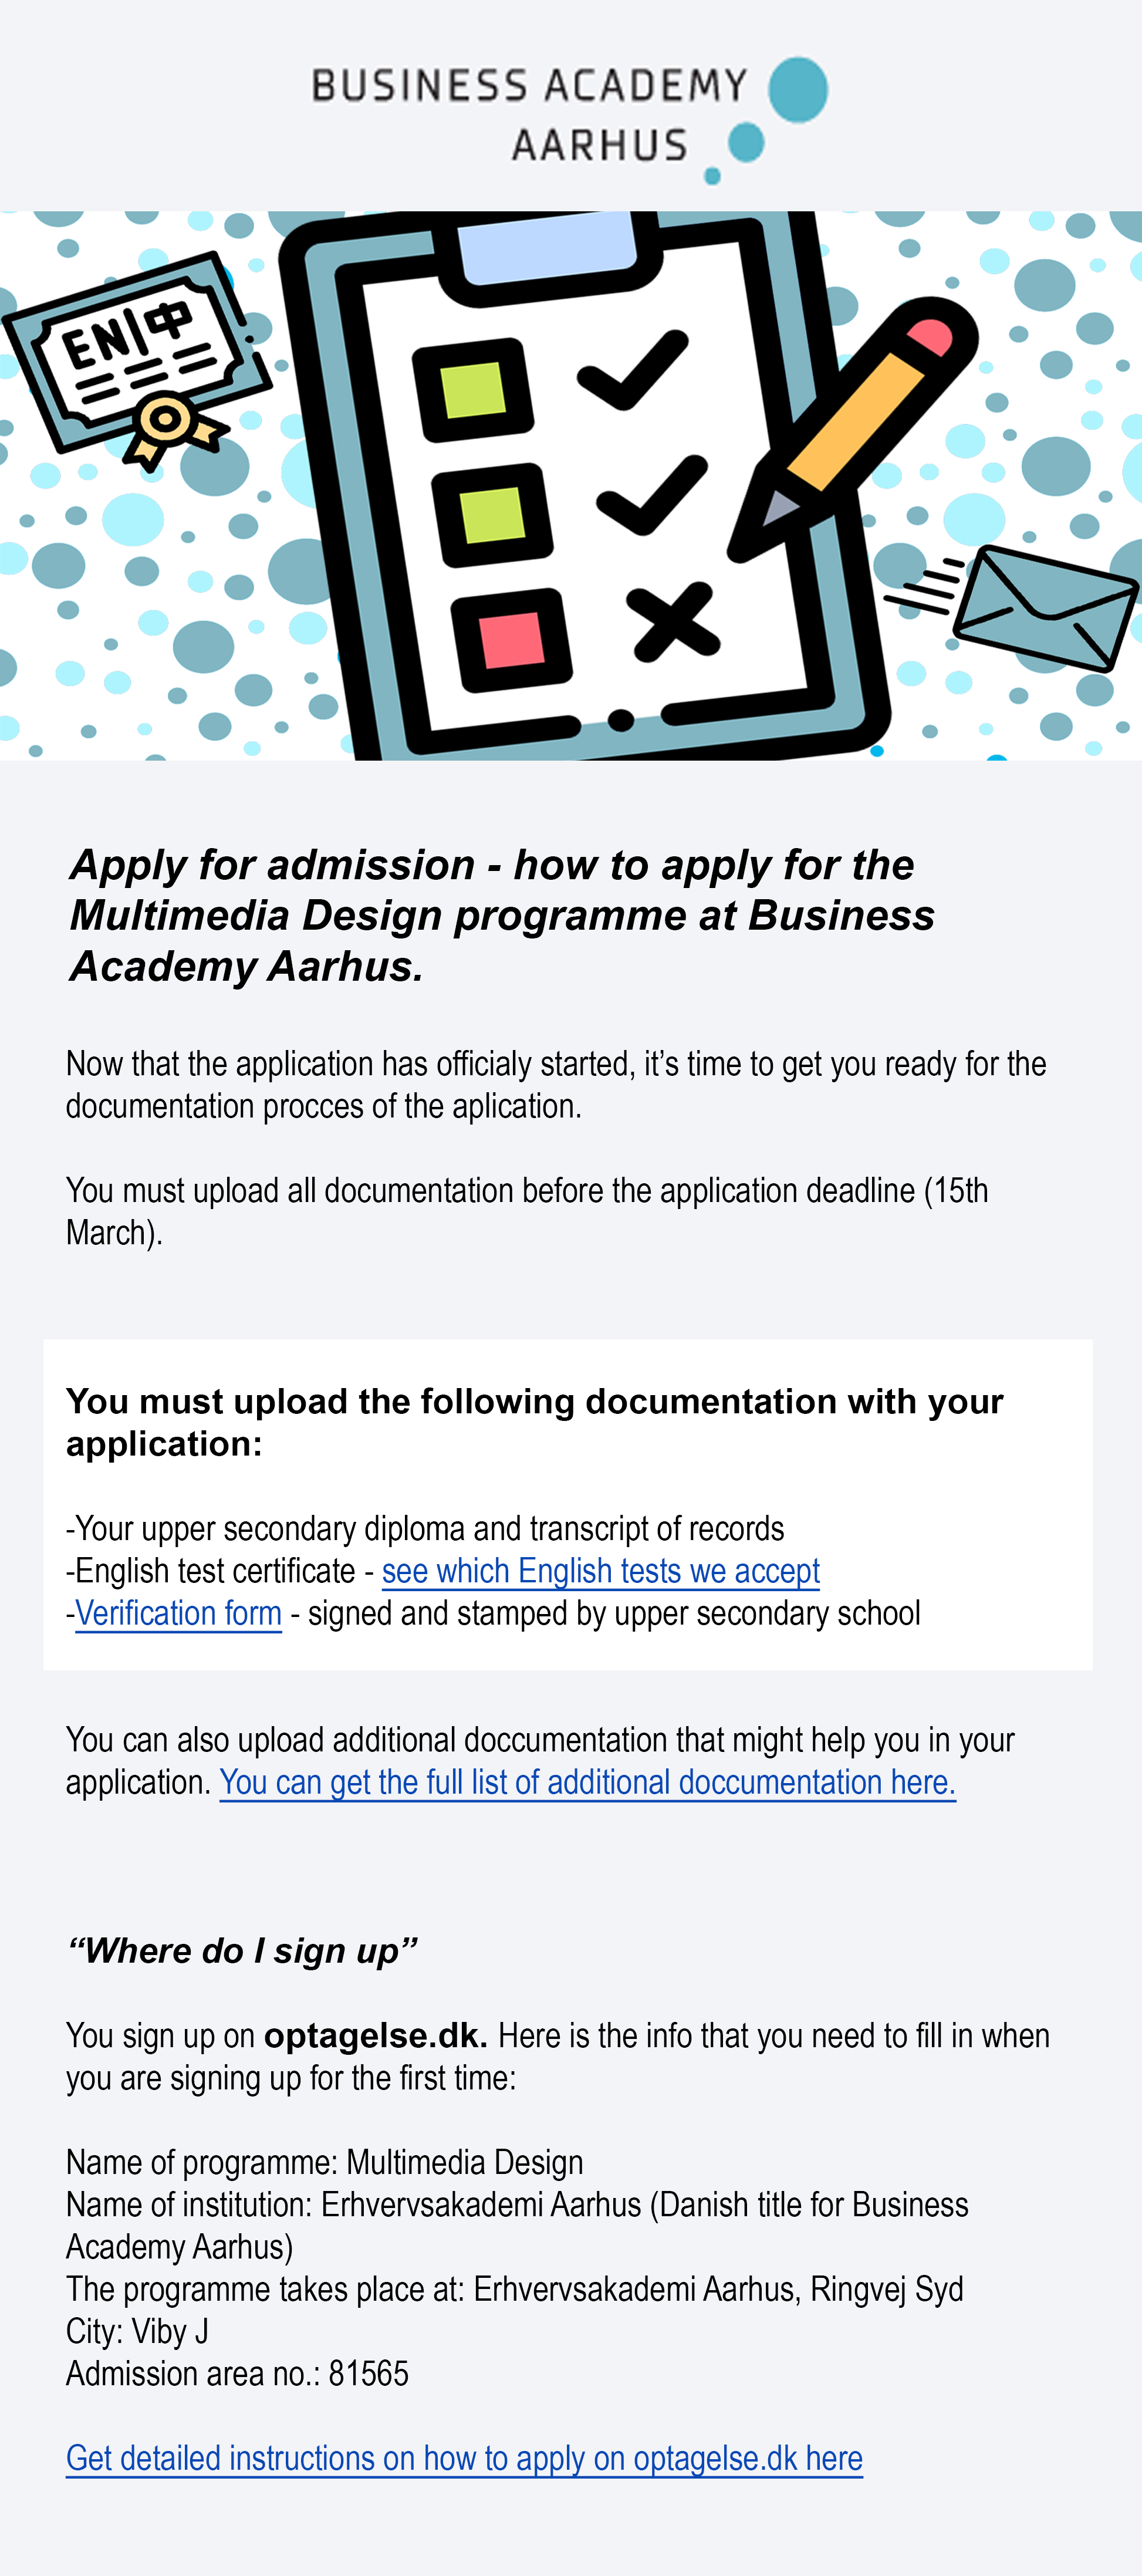 BUSINESS ACADEMY
AARHUS
EN|中
Apply for admission - how to apply for the
Multimedia Design programme at Business
Academy Aarhus.
Now that the application has officialy started, it’s time to get you ready for the
documentation procces of the aplication.
You must upload all documentation before the application deadline (15th
March).
You must upload the following documentation with your
application:
-Your upper secondary diploma and transcript of records
-English test certificate - see which English tests we accept
-Verification form - signed and stamped by upper secondary school
You can also upload additional doccumentation that might help you in your
application. You can get the full list of additional doccumentation here.
“Where do I sign up”
You sign up on optagelse.dk. Here is the info that you need to fill in when
you are signing up for the first time:
Name of programme: Multimedia Design
Name of institution: Erhvervsakademi Aarhus (Danish title for Business
Academy Aarhus)
The programme takes place at: Erhvervsakademi Aarhus, Ringvej Syd
City: Viby J
Admission area no.: 81565
Get detailed instructions on how to apply on optagelse.dk here